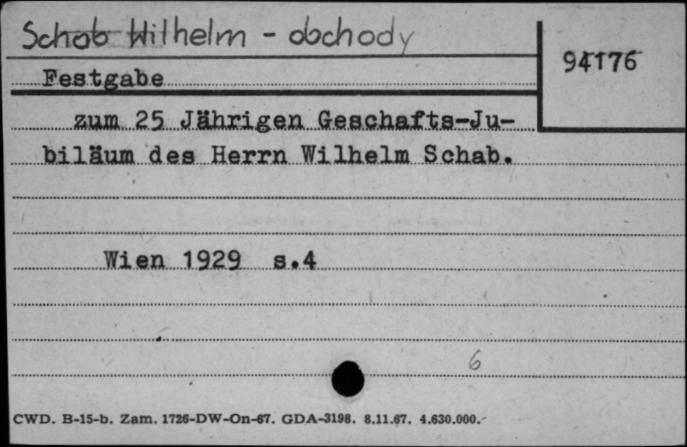 Schab Wilhelm - obchody
94176
Festgabe
zum 25 Jährigen Geschafts-Ju-
biläum des Herrn Wilhelm Schab.
Wien 1929 s.4
6
CWD. B-15-b. Zam. 1726-DW-On-67. GDA-3198. 8.11.67. 4.630.000.